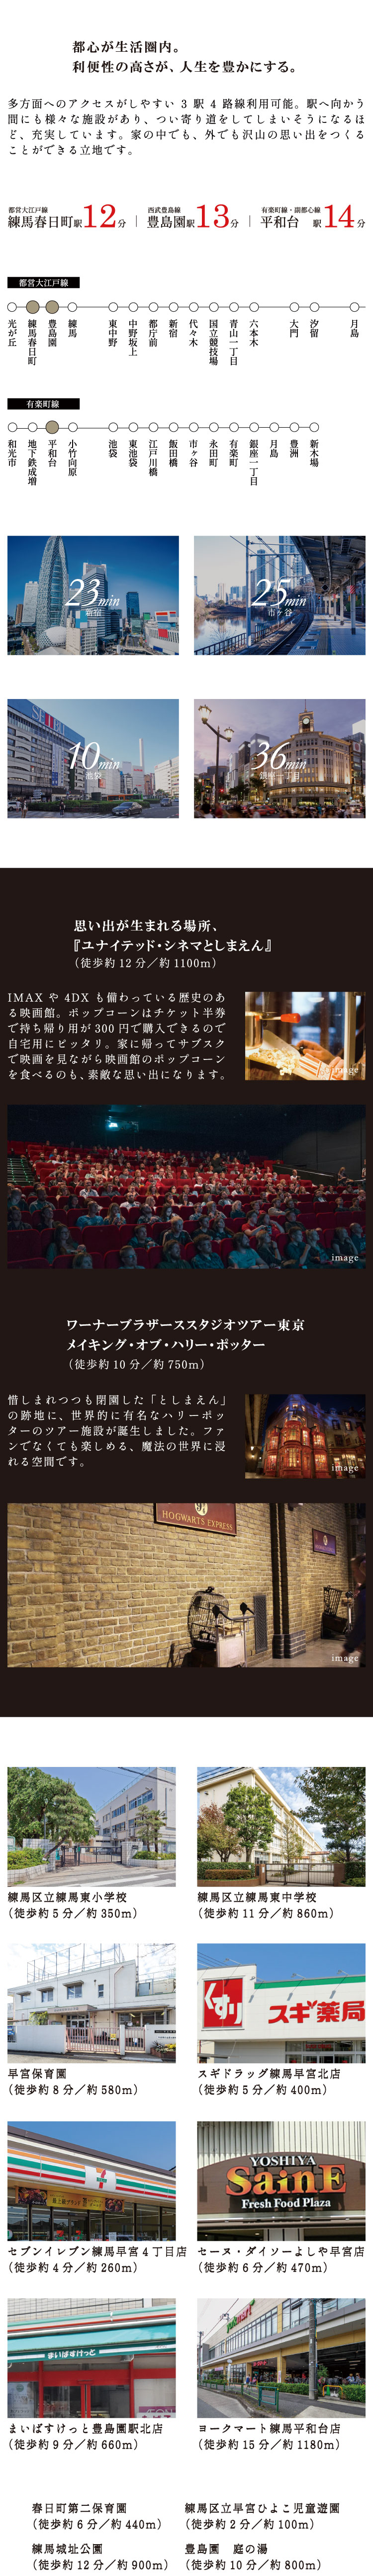 都心が生活圏内。
利便性の高さが、人生を豊かにする。
多方面へのアクセスがしやすい 3 駅 4 路線利用可能。駅へ向かう
間にも様々な施設があり、つい寄り道をしてしまいそうになるほ
ど、充実しています。家の中でも、外でも沢山の思い出をつくる
ことができる立地です。
都営大江戸線
練馬春日町駅12分
西武豊島線
豊島園駅13分
有楽町線・副都心線
平和台 駅14分
都営大江戸線
光が丘
練馬春日町
豊島園
練馬
東中野
中野坂上
都庁前
新宿
代々木
国立競技場
青山一丁目
六本木
大門
汐留
月島
有楽町線
和光市
地下鉄成増
平和台
小竹向原
池袋
東池袋
江戸川橋
飯田橋
市ヶ谷
永田町
有楽町
銀座一丁目
月島
豊洲
新木場
23min
新宿
25min
市ヶ谷
10min
池袋
36min
銀座一丁目
思い出が生まれる場所、
『ユナイテッド・シネマとしまえん』
（徒歩約 12 分／約 1100m）
IMAX や 4DX も備わっている歴史のあ
る映画館。ポップコーンはチケット半券
で持ち帰り用が 300 円で購入できるので
自宅用にピッタリ。家に帰ってサブスク
で映画を見ながら映画館のポップコーン
を食べるのも、素敵な思い出になります。
image
image
ワーナーブラザーススタジオツアー東京
メイキング・オブ・ハリー・ポッター
（徒歩約 10 分／約 750m）
惜しまれつつも閉園した「としまえん」
の跡地に、世界的に有名なハリーポッ
ターのツアー施設が誕生しました。ファ
ンでなくても楽しめる、魔法の世界に浸
れる空間です。
image
HOGWARTS EXPRESS
image
練馬区立練馬東小学校
（徒歩約 5 分／約 350m）
練馬区立練馬東中学校
（徒歩約 11 分／約 860m）
早宮保育園
（徒歩約 8 分／約 580m）
くすり
スギ薬局
スギドラッグ練馬早宮北店
（徒歩約 5 分／約 400m）
セブンイレブン練馬早宮 4 丁目店
（徒歩約 4 分／約 260m）
YOSHIYA
SainE
Fresh Food Plaza
セーヌ・ダイソーよしや早宮店
（徒歩約 6 分／約 470m）
まいばすけっと
まいばすけっと豊島園駅北店
（徒歩約 9 分／約 660m）
ヨークマート練馬平和台店
（徒歩約 15 分／約 1180m）
春日町第二保育園
（徒歩約 6 分／約 440m）
練馬区立早宮ひよこ児童遊園
（徒歩約 2 分／約 100m）
練馬城址公園
（徒歩約 12 分／約 900m）
豊島園　庭の湯
（徒歩約 10 分／約 800m）